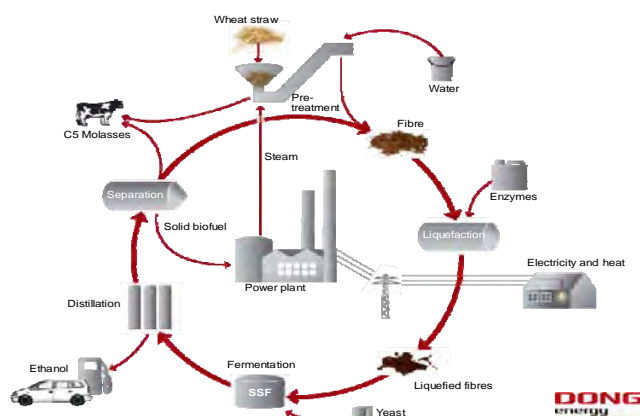 Wheat straw
Water
Pre-
treatment
C5 Molasses
Fibre
Steam
Enzymes
Separation
Solid biofuel
Liquefaction
Power plant
Electricity and heat
Distillation
Ethanol
Fermentation
SSF
Liquefied fibres
Yeast
DONG
energy